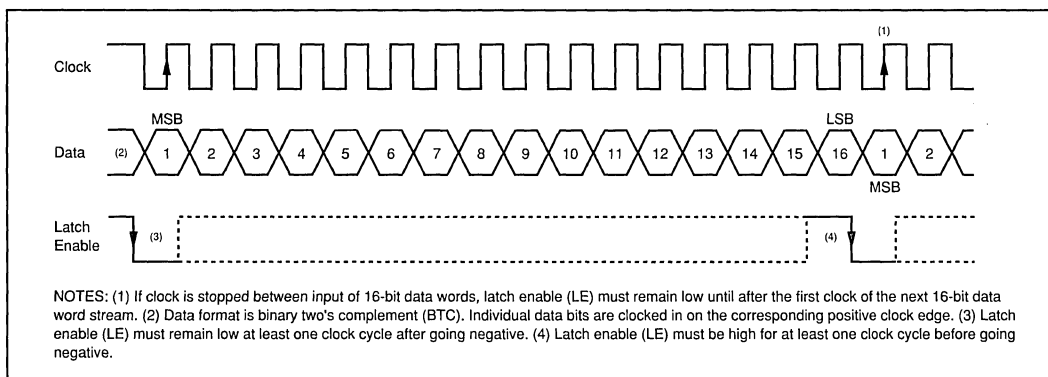 (1)
Clock
MSB
LSB
Data
(2) 1 2 3 4 5 6 7 8 9 10 11 12 13 14 15 16 1 2
MSB
Latch
Enable
(3)
(4)
NOTES: (1) If clock is stopped between input of 16-bit data words, latch enable (LE) must remain low until after the first clock of the next 16-bit data
word stream. (2) Data format is binary two's complement (BTC). Individual data bits are clocked in on the corresponding positive clock edge. (3) Latch
enable (LE) must remain low at least one clock cycle after going negative. (4) Latch enable (LE) must be high for at least one clock cycle before going
negative.